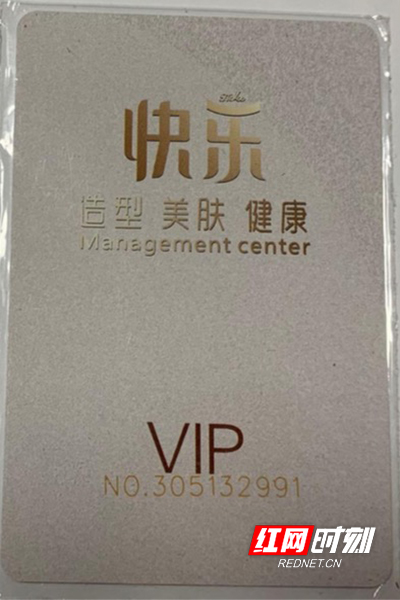 快乐
造型 美肤 健康
Management center
VIP
NO.305132991
红网时刻
REDNET.CN